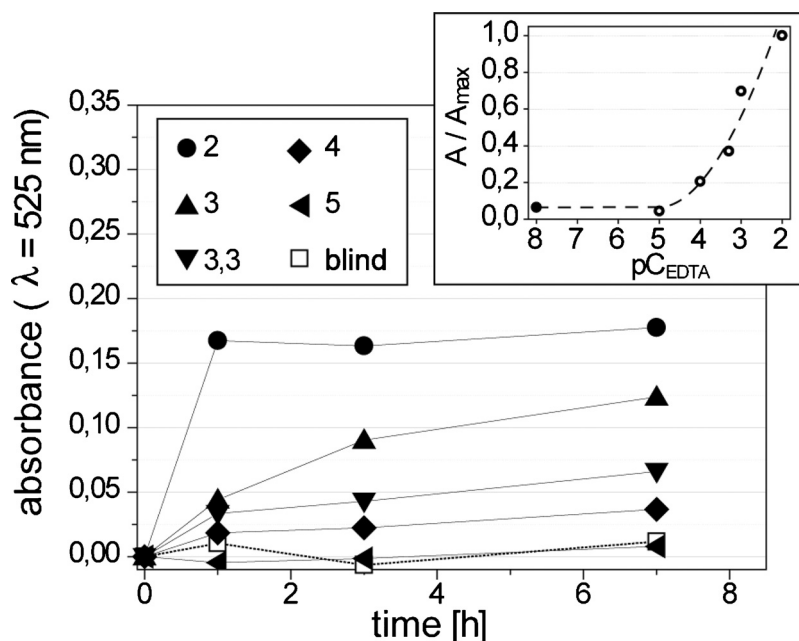 absorbance ( λ = 525 nm)
0,35
0,30
0,25
0,20
0,15
0,10
0,05
0,00
0 2 4 6 8
time [h]
2 4
3 5
3,3 blind
A / Amax
1,0
0,8
0,6
0,4
0,2
0,0
8 7 6 5 4 3 2
pCEDTA